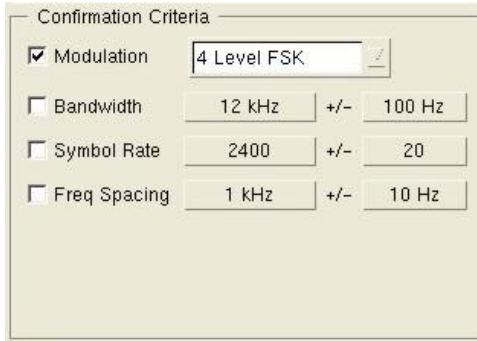 Confirmation Criteria
Modulation 4 Level FSK
Bandwidth 12 kHz +/- 100 Hz
Symbol Rate 2400 +/- 20
Freq Spacing 1 kHz +/- 10 Hz